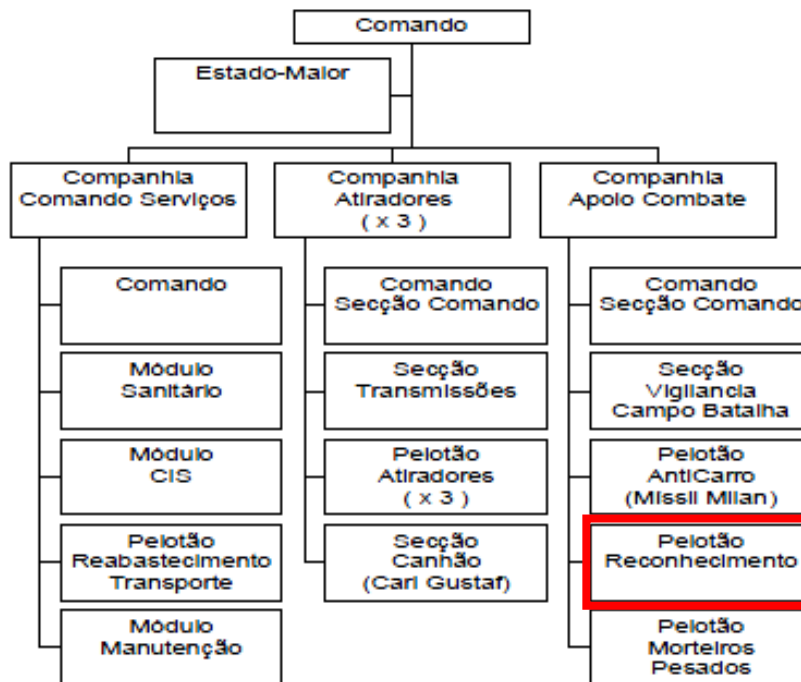 Comando
Estado-Maior
Companhia
Comando Serviços
Companhia
Atiradores
( x 3 )
Companhia
Apoio Combate
Comando
Módulo
Sanitário
Módulo
CIS
Pelotão
Reabastecimento
Transporte
Módulo
Manutenção
Comando
Secção Comando
Secção
Transmissões
Pelotão
Atiradores
( x 3 )
Secção
Canhão
(Carl Gustaf)
Comando
Secção Comando
Secção
Vigilancia
Campo Batalha
Pelotão
AntiCarro
(Missil Milan)
Pelotão
Reconhecimento
Pelotão
Morteiros
Pesados